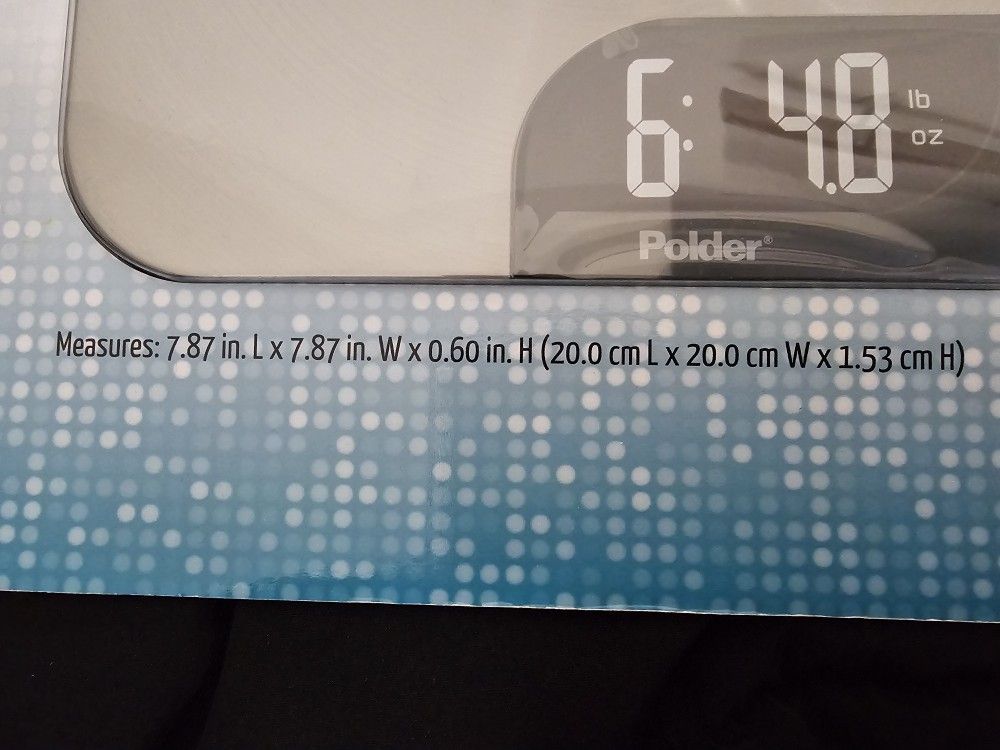 6: 4.8 lb
oz
Polder®
Measures: 7.87 in. L x 7.87 in. W x 0.60 in. H (20.0 cm L x 20.0 cm W x 1.53 cm H)